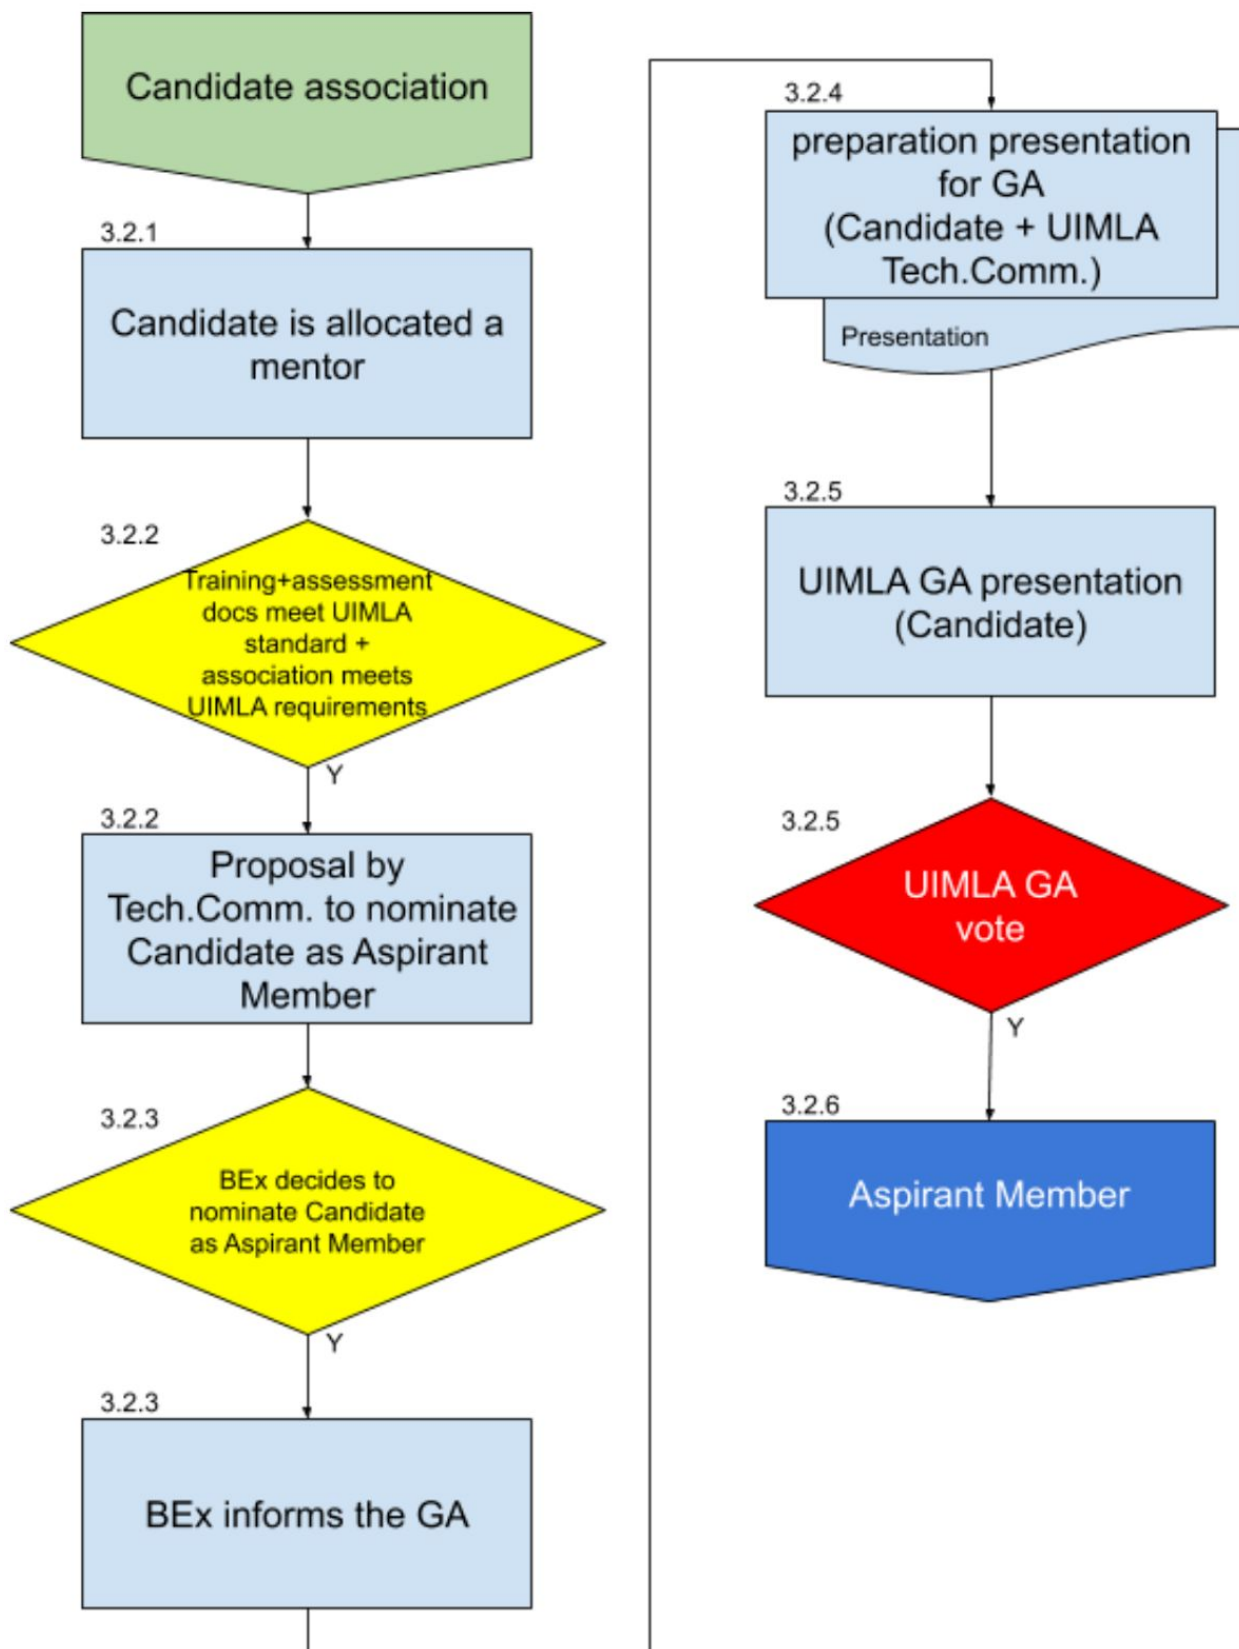 Candidate association
3.2.1
Candidate is allocated a
mentor
3.2.2
Training+assessment
docs meet UIMLA
standard +
association meets
UIMLA requirements
Y
3.2.2
Proposal by
Tech.Comm. to nominate
Candidate as Aspirant
Member
3.2.3
BEx decides to
nominate Candidate
as Aspirant Member
Y
3.2.3
BEx informs the GA
3.2.4
preparation presentation
for GA
(Candidate + UIMLA
Tech.Comm.)
Presentation
3.2.5
UIMLA GA presentation
(Candidate)
3.2.5
UIMLA GA
vote
Y
3.2.6
Aspirant Member